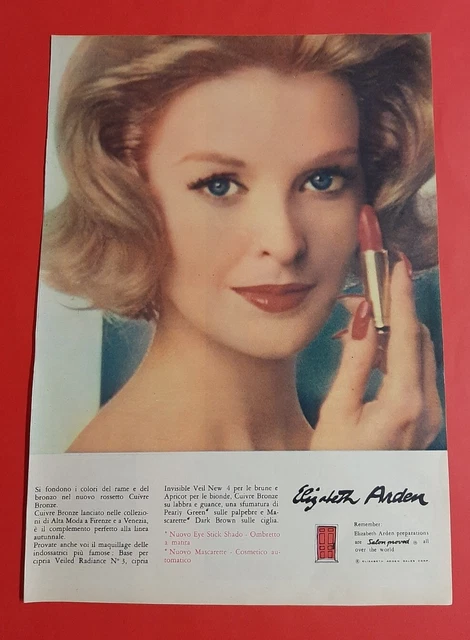 Si fondono i colori del rame e del
bronzo nel nuovo rossetto Cuivre
Bronze.
Cuivre Bronze lanciato nelle collezio-
ni di Alta Moda a Firenze e a Venezia,
è il complemento perfetto alla linea
autunnale.
Provate anche voi il maquillage delle
indossatrici più famose: Base per
cipria Veiled Radiance N° 3, cipria
Invisible Veil New 4 per le brune e
Apricot per le bionde, Cuivre Bronze
su labbra e guance, una sfumatura di
Pearly Green* sulle palpebre e Ma-
scarette* Dark Brown sulle ciglia.
* Nuovo Eye Stick Shado - Ombretto
a matita
* Nuovo Mascarette - Cosmetico au-
tomatico
Elizabeth Arden
Remember:
Elizabeth Arden preparations
are Salon proved ® all
over the world
® ELIZABETH ARDEN SALES CORP.